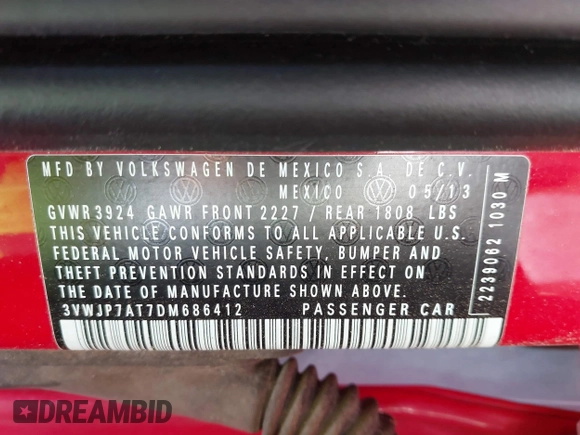 MFD BY VOLKSWAGEN DE MEXICO S.A. DE C.V.
MEXICO 05/13
GVWR 3924 GAWR FRONT 2227 / REAR 1808 LBS
THIS VEHICLE CONFORMS TO ALL APPLICABLE U.S.
FEDERAL MOTOR VEHICLE SAFETY, BUMPER AND
THEFT PREVENTION STANDARDS IN EFFECT ON
THE DATE OF MANUFACTURE SHOWN ABOVE.
3VWJP7AT7DM686412 PASSENGER CAR
2239062 1030 M
DREAMBID